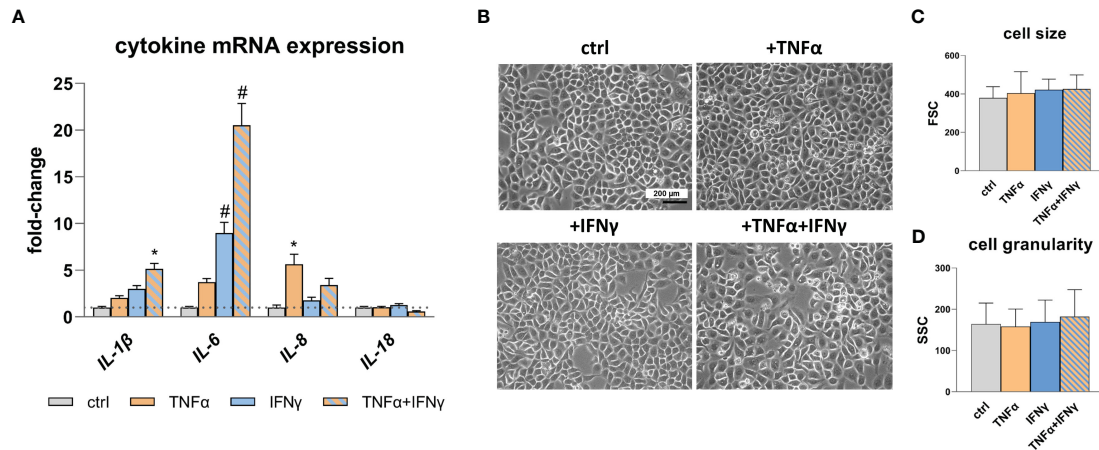 A
cytokine mRNA expression
fold-change
25
20
15
10
5
0
*
#
#
*
IL-1β
IL-6
IL-8
IL-18
ctrl
TNFα
IFNγ
TNFα+IFNγ
B
ctrl
+TNFα
200 µm
+IFNγ
+TNFα+IFNγ
C
cell size
FSC
600
400
200
0
ctrl
TNFα
IFNγ
TNFα+IFNγ
D
cell granularity
SSC
300
200
100
0
ctrl
TNFα
IFNγ
TNFα+IFNγ